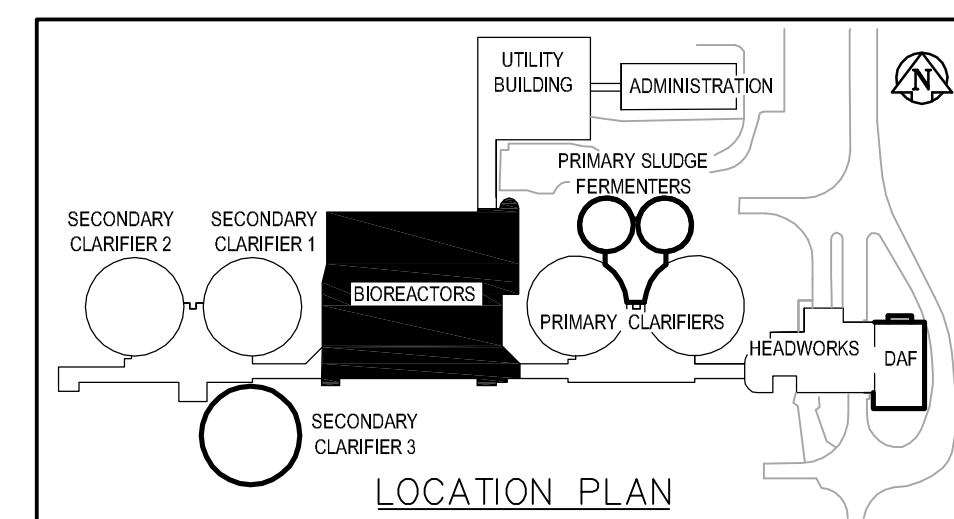 UTILITY
BUILDING
ADMINISTRATION
N
PRIMARY SLUDGE
FERMENTERS
SECONDARY
CLARIFIER 2
SECONDARY
CLARIFIER 1
BIOREACTORS
PRIMARY CLARIFIERS
HEADWORKS
DAF
SECONDARY
CLARIFIER 3
LOCATION PLAN